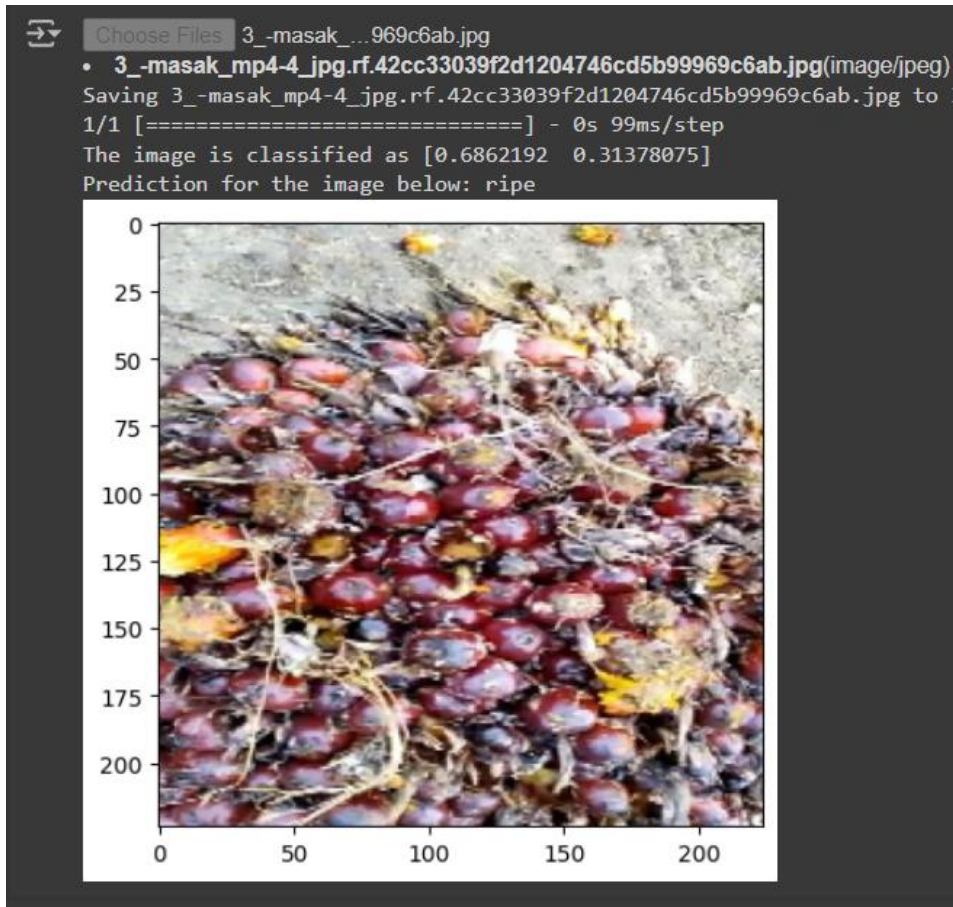 Choose Files 3_-masak_...969c6ab.jpg
• 3_-masak_mp4-4_jpg.rf.42cc33039f2d1204746cd5b99969c6ab.jpg(image/jpeg)
Saving 3_-masak_mp4-4_jpg.rf.42cc33039f2d1204746cd5b99969c6ab.jpg to
1/1 [==============================] - 0s 99ms/step
The image is classified as [0.6862192 0.31378075]
Prediction for the image below: ripe
0
25
50
75
100
125
150
175
200
0 50 100 150 200